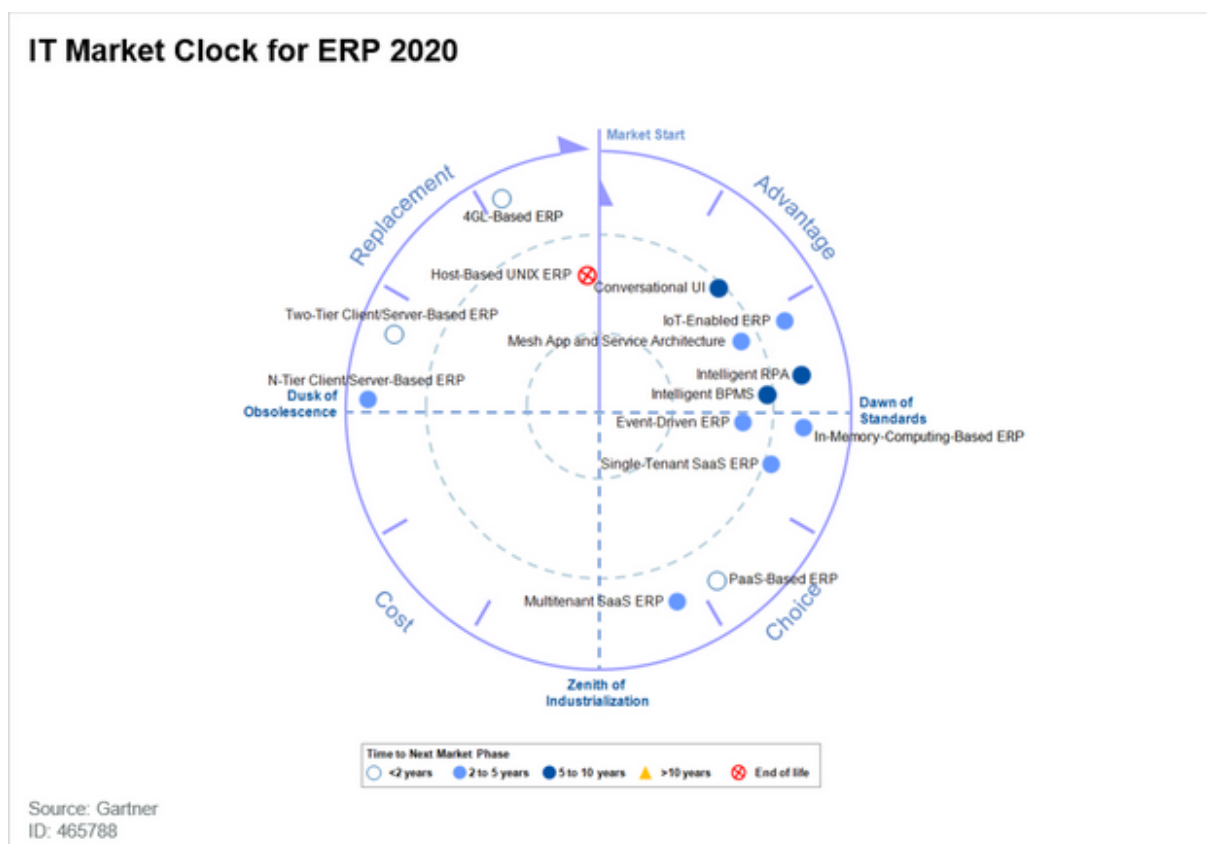 IT Market Clock for ERP 2020
Market Start
Replacement
Advantage
4GL-Based ERP
Host-Based UNIX ERP
Conversational UI
Two-Tier Client/Server-Based ERP
IoT-Enabled ERP
Mesh App and Service Architecture
N-Tier Client/Server-Based ERP
Intelligent RPA
Intelligent BPMS
Dusk of
Obsolescence
Dawn of
Standards
Event-Driven ERP
In-Memory-Computing-Based ERP
Single-Tenant SaaS ERP
PaaS-Based ERP
Multitenant SaaS ERP
Cost
Choice
Zenith of
Industrialization
Time to Next Market Phase
<2 years 2 to 5 years 5 to 10 years >10 years End of life
Source: Gartner
ID: 465788